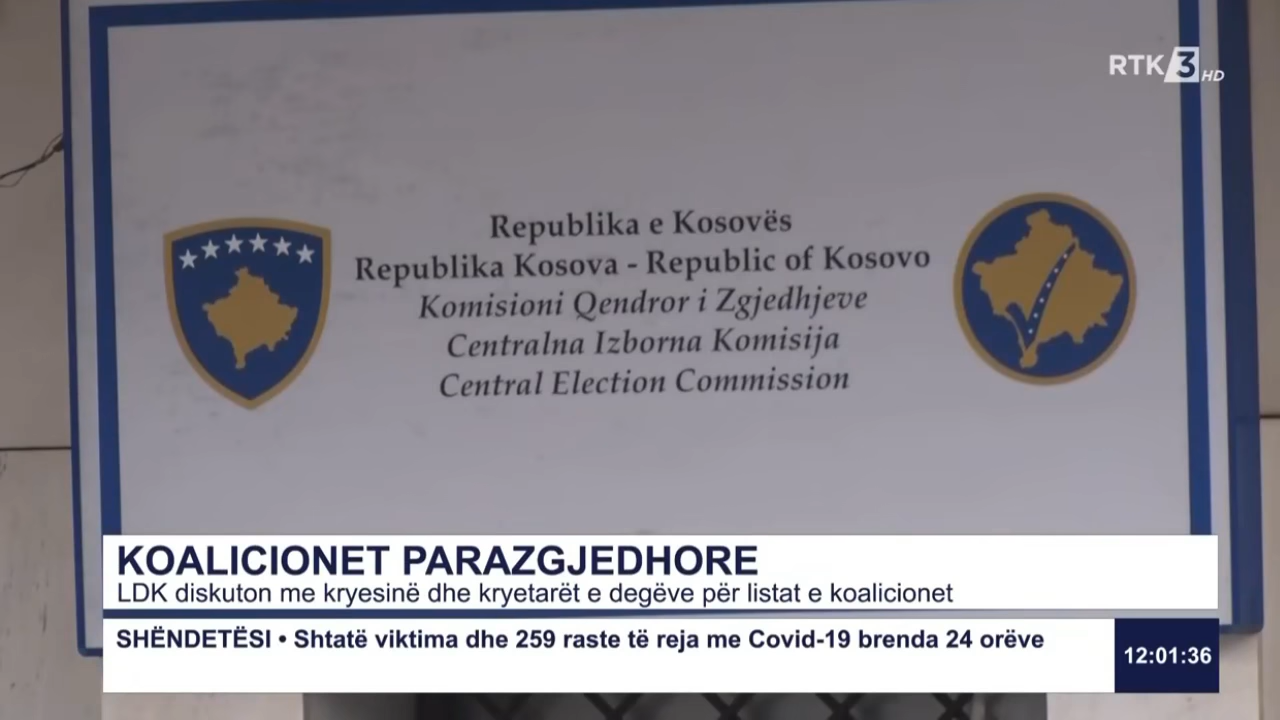 RTK 3 HD
Republika e Kosovës
Republika Kosova - Republic of Kosovo
Komisioni Qendror i Zgjedhjeve
Centralna Izborna Komisija
Central Election Commission
KOALICIONET PARAZGJEDHORE
LDK diskuton me kryesinë dhe kryetarët e degëve për listat e koalicionet
SHËNDETËSI • Shtatë viktima dhe 259 raste të reja me Covid-19 brenda 24 orëve
12:01:36